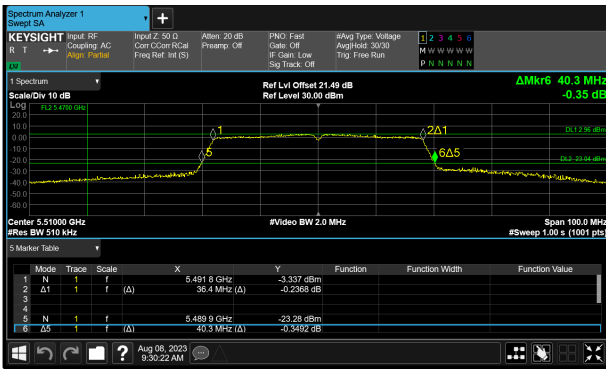 Spectrum Analyzer 1
Swept SA
KEYSIGHT Input: RF Input Z: 50 Ω Atten: 20 dB PNO: Fast #Avg Type: Voltage 1 2 3 4 5 6
R T Coupling: AC Corr CCorr RCal Preamp: Off Gate: Off Avg|Hold: 30/30 M W W W W W
Align: Partial Freq Ref: Int (S) IF Gain: Low Trig: Free Run
LXI Sig Track: Off P N N N N N
1 Spectrum Ref Lvl Offset 21.49 dB ΔMkr6 40.3 MHz
Scale/Div 10 dB Ref Level 30.00 dBm -0.35 dB
Log FL2 5.4700 GHz
20.0
10.0 1 2Δ1 DL1 2.96 dBm
0.00
-10.0 5 6Δ5
-20.0 DL2 -23.04 dBm
-30.0
-40.0
-50.0
-60.0
Center 5.51000 GHz #Video BW 2.0 MHz Span 100.0 MHz
#Res BW 510 kHz #Sweep 1.00 s (1001 pts)
5 Marker Table
Mode Trace Scale X Y Function Function Width Function Value
1 N 1 f 5.491 8 GHz -3.337 dBm
2 Δ1 1 f (Δ) 36.4 MHz (Δ) -0.2368 dB
3
4
5 N 1 f 5.489 9 GHz -23.28 dBm
6 Δ5 1 f (Δ) 40.3 MHz (Δ) -0.3492 dB
? Aug 08, 2023
9:30:22 AM